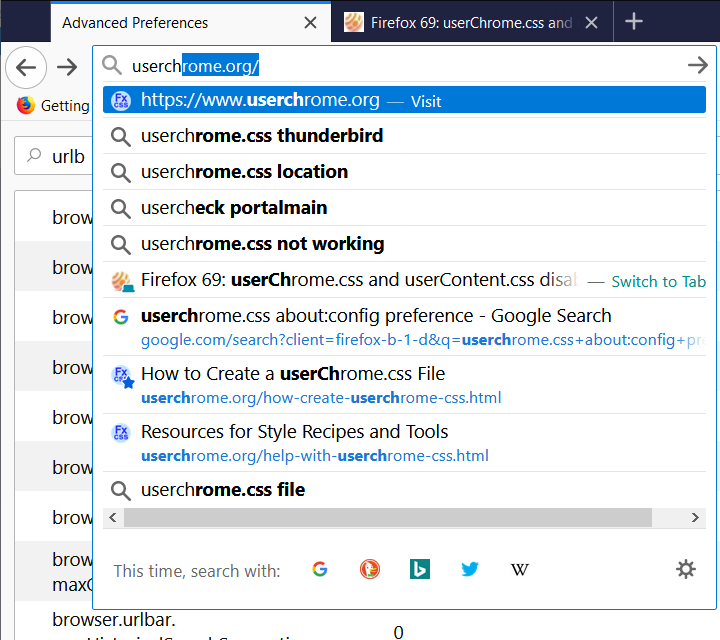 Advanced Preferences
Firefox 69: userChrome.css and
userchrome.org/
Getting
https://www.userchrome.org — Visit
urlb
userchrome.css thunderbird
userchrome.css location
usercheck portalmain
brow
userchrome.css not working
brow
Firefox 69: userChrome.css and userContent.css disa — Switch to Tab
brow
userchrome.css about:config preference - Google Search
google.com/search?client=firefox-b-1-d&q=userchrome.css+about:config+pr
brow
How to Create a userChrome.css File
userchrome.org/how-create-userchrome-css.html
brow
Resources for Style Recipes and Tools
userchrome.org/help-with-userchrome-css.html
brow
userchrome.css file
brow
brow
This time, search with:
W
max
browser.urlbar.
0